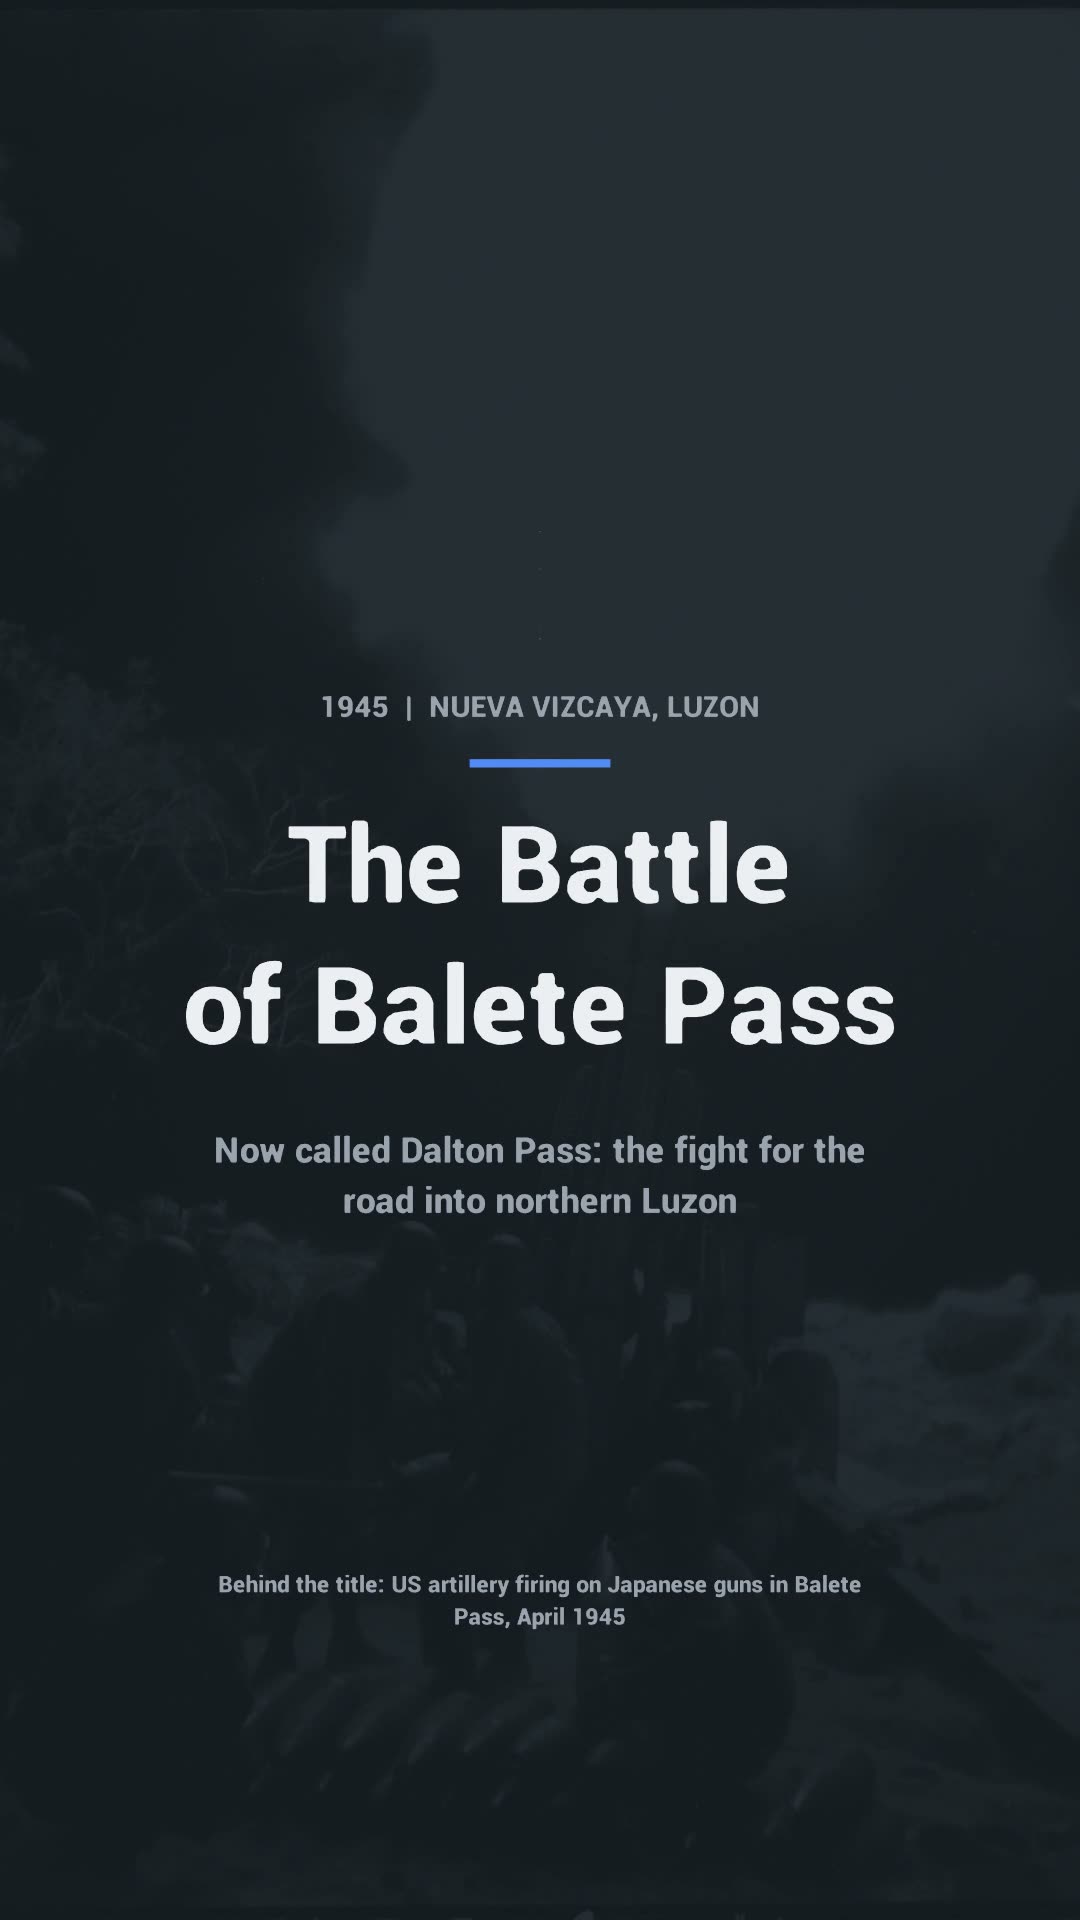 1945 | NUEVA VIZCAYA, LUZON
The Battle
of Balete Pass
Now called Dalton Pass: the fight for the
road into northern Luzon
Behind the title: US artillery firing on Japanese guns in Balete
Pass, April 1945